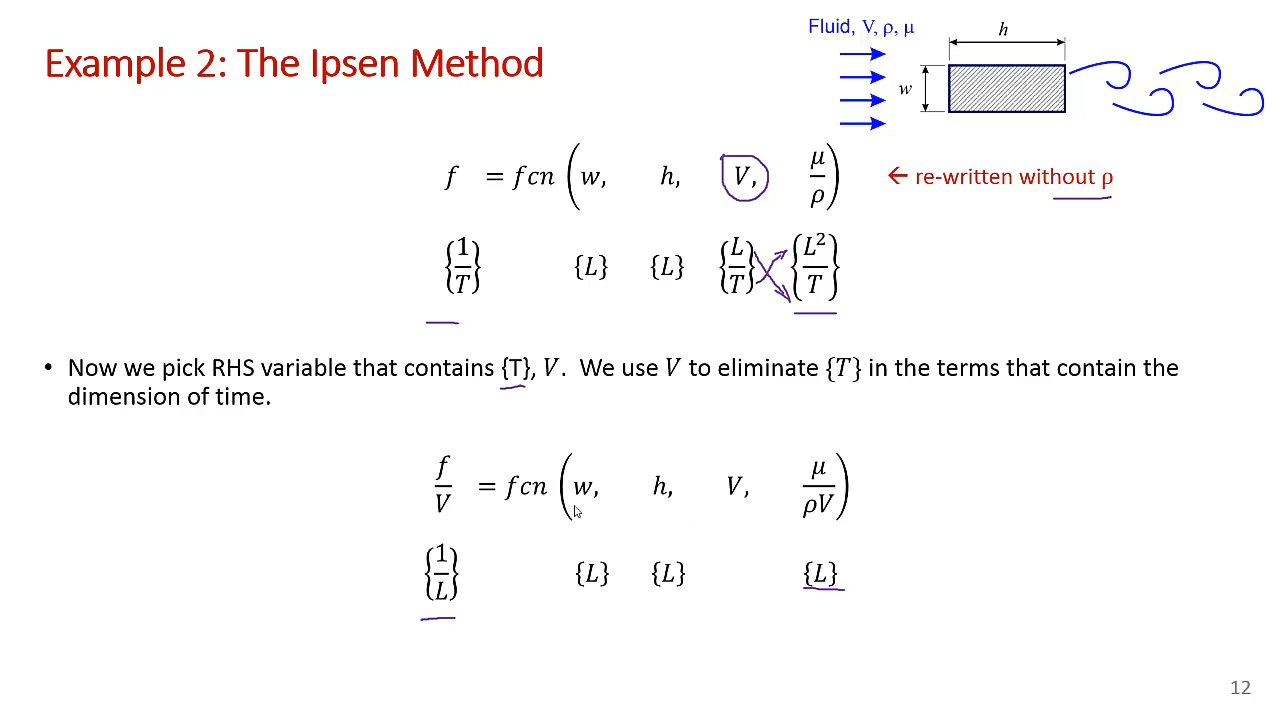 Fluid, V, ρ, μ
h
Example 2: The Ipsen Method
w
f = fcn (w, h, V, μ/ρ) ← re-written without ρ
{1/T} {L} {L} {L/T} {L²/T}
• Now we pick RHS variable that contains {T}, V. We use V to eliminate {T} in the terms that contain the
dimension of time.
f/V = fcn (w, h, V, μ/ρV)
{1/L} {L} {L} {L}
12